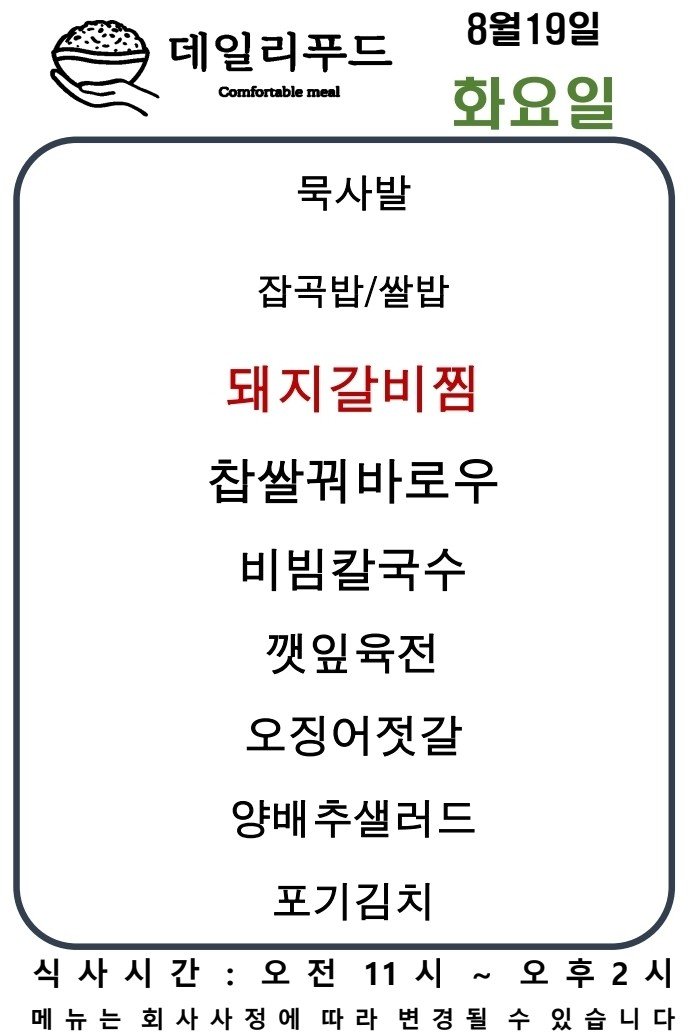 데일리푸드
Comfortable meal
8월19일
화요일
묵사발
잡곡밥/쌀밥
돼지갈비찜
찹쌀꿔바로우
비빔칼국수
깻잎육전
오징어젓갈
양배추샐러드
포기김치
식사시간 : 오전 11시 ~ 오후2시
메뉴는 회사사정에 따라 변경될 수 있습니다